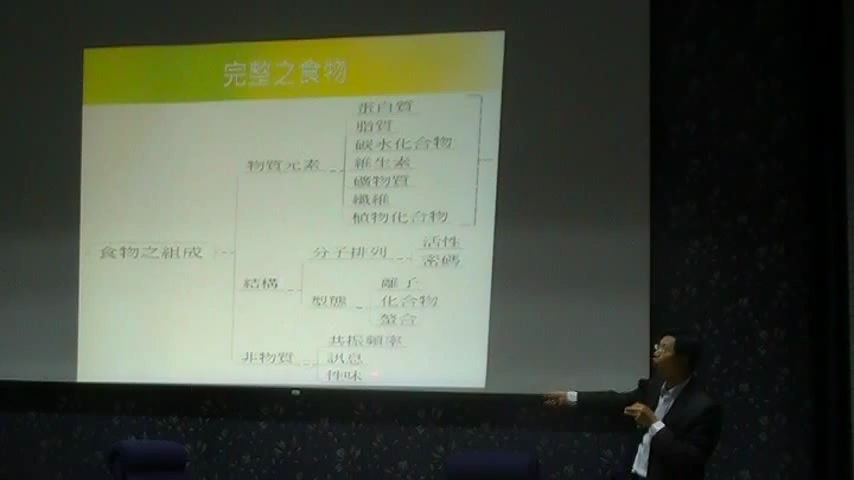 完整之食物
蛋白質
脂質
碳水化合物
物質元素
維生素
礦物質
纖維
植物化合物
食物之組成
分子排列
活性
密碼
結構
離子
型態
化合物
螯合
非物質
共振頻率
訊息
性味